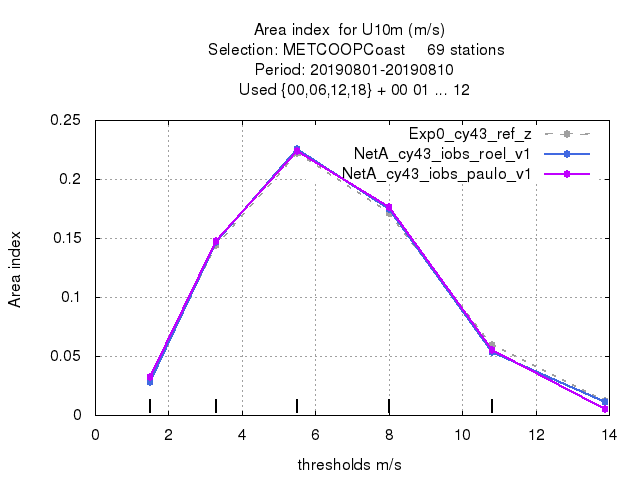 Area index  for U10m (m/s)
Selection: METCOOPCoast     69 stations
Period: 20190801-20190810
Used {00,06,12,18} + 00 01 ... 12
0.25
0.2
0.15
0.1
0.05
0
Area index
Exp0_cy43_ref_z
NetA_cy43_iobs_roel_v1
NetA_cy43_iobs_paulo_v1
0 2 4 6 8 10 12 14
thresholds m/s